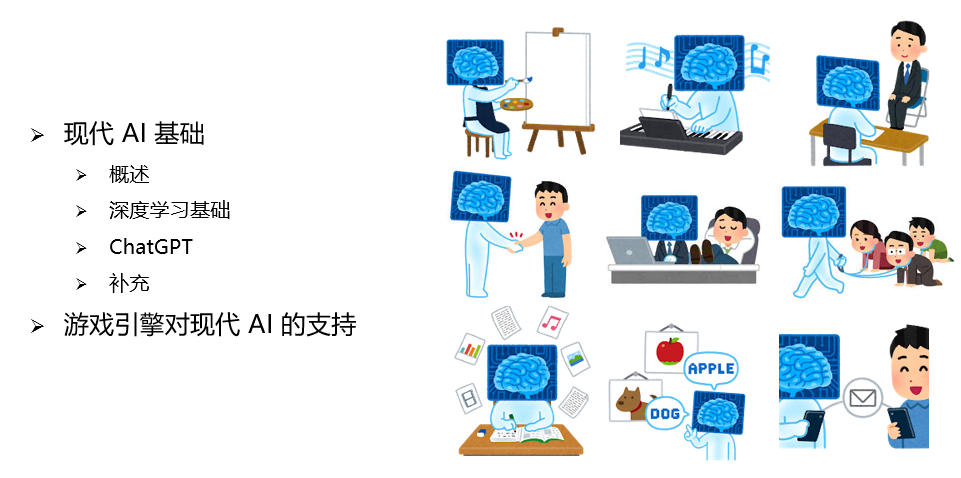 现代 AI 基础
概述
深度学习基础
ChatGPT
补充
游戏引擎对现代 AI 的支持
APPLE
DOG